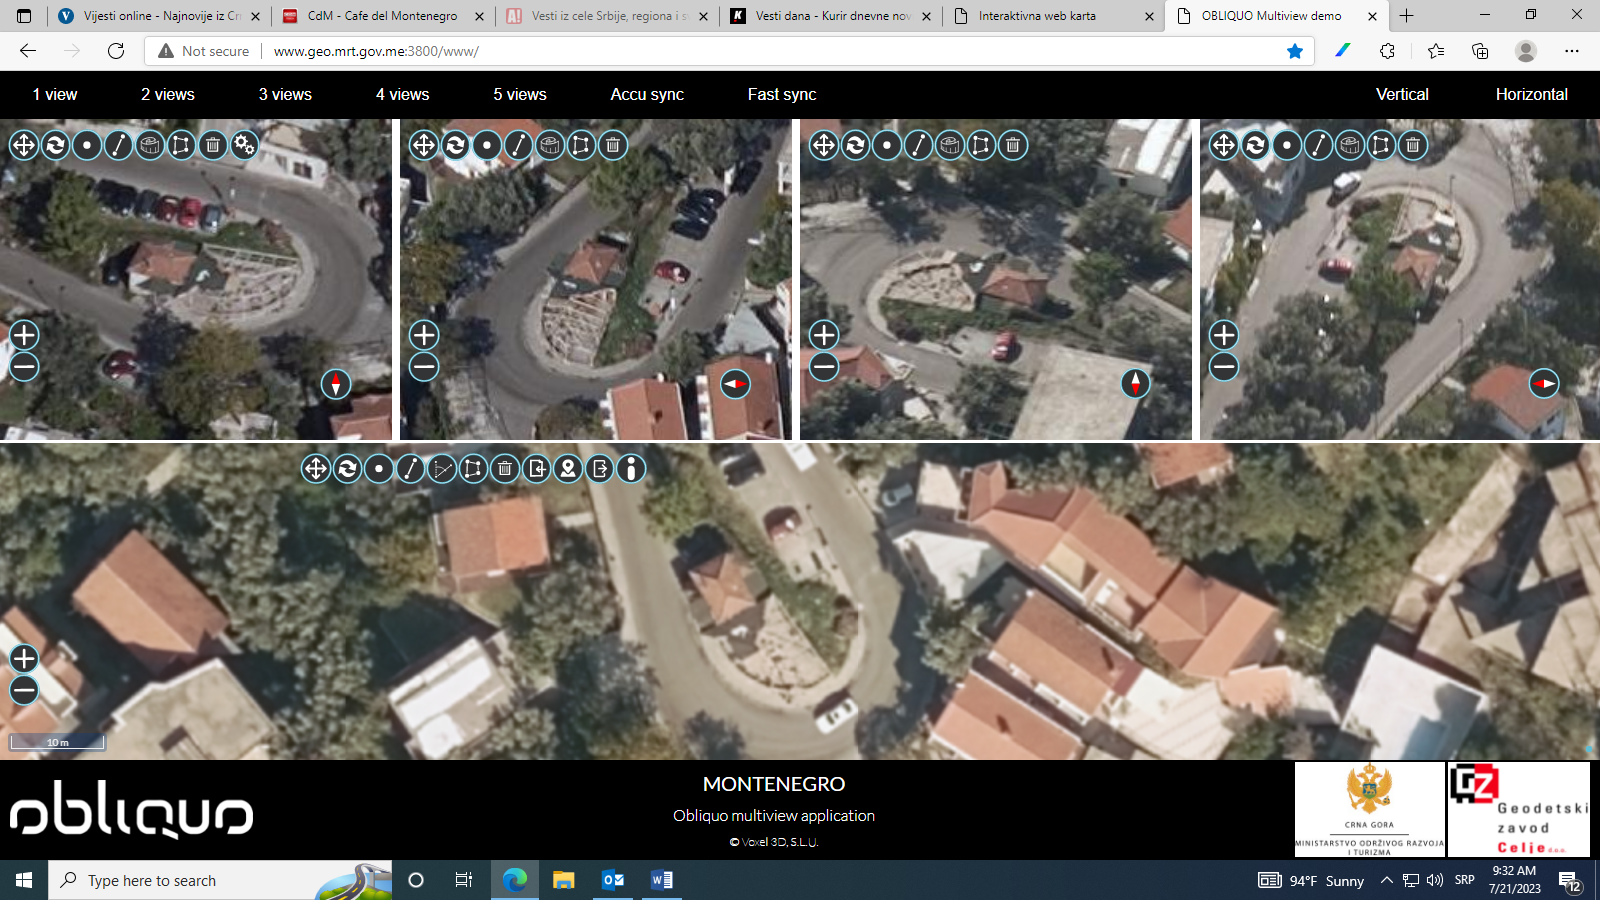 Vijesti online - Najnovije iz Cr
CdM - Cafe del Montenegro
Vesti iz cele Srbije, regiona i sv
Vesti dana - Kurir dnevne nov
Interaktivna web karta
OBLIQUO Multiview demo
Not secure
www.geo.mrt.gov.me:3800/www/
1 view
2 views
3 views
4 views
5 views
Accu sync
Fast sync
Vertical
Horizontal
10 m
obliquo
MONTENEGRO
Obliquo multiview application
© Voxel 3D, S.L.U.
CRNA GORA
MINISTARSTVO ODRŽIVOG RAZVOJA
I TURIZMA
GZ
Geodetski
zavod
Celje d.o.o.
Type here to search
94°F Sunny
SRP
9:32 AM
7/21/2023
12